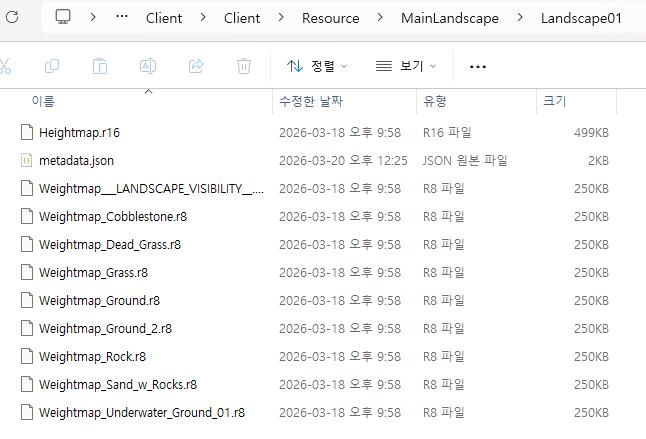 … > Client > Client > Resource > MainLandscape > Landscape01
정렬 보기 …
이름 수정한 날짜 유형 크기
Heightmap.r16 2026-03-18 오후 9:58 R16 파일 499KB
metadata.json 2026-03-20 오후 12:25 JSON 원본 파일 2KB
Weightmap___LANDSCAPE_VISIBILITY__.... 2026-03-18 오후 9:58 R8 파일 250KB
Weightmap_Cobblestone.r8 2026-03-18 오후 9:58 R8 파일 250KB
Weightmap_Dead_Grass.r8 2026-03-18 오후 9:58 R8 파일 250KB
Weightmap_Grass.r8 2026-03-18 오후 9:58 R8 파일 250KB
Weightmap_Ground.r8 2026-03-18 오후 9:58 R8 파일 250KB
Weightmap_Ground_2.r8 2026-03-18 오후 9:58 R8 파일 250KB
Weightmap_Rock.r8 2026-03-18 오후 9:58 R8 파일 250KB
Weightmap_Sand_w_Rocks.r8 2026-03-18 오후 9:58 R8 파일 250KB
Weightmap_Underwater_Ground_01.r8 2026-03-18 오후 9:58 R8 파일 250KB